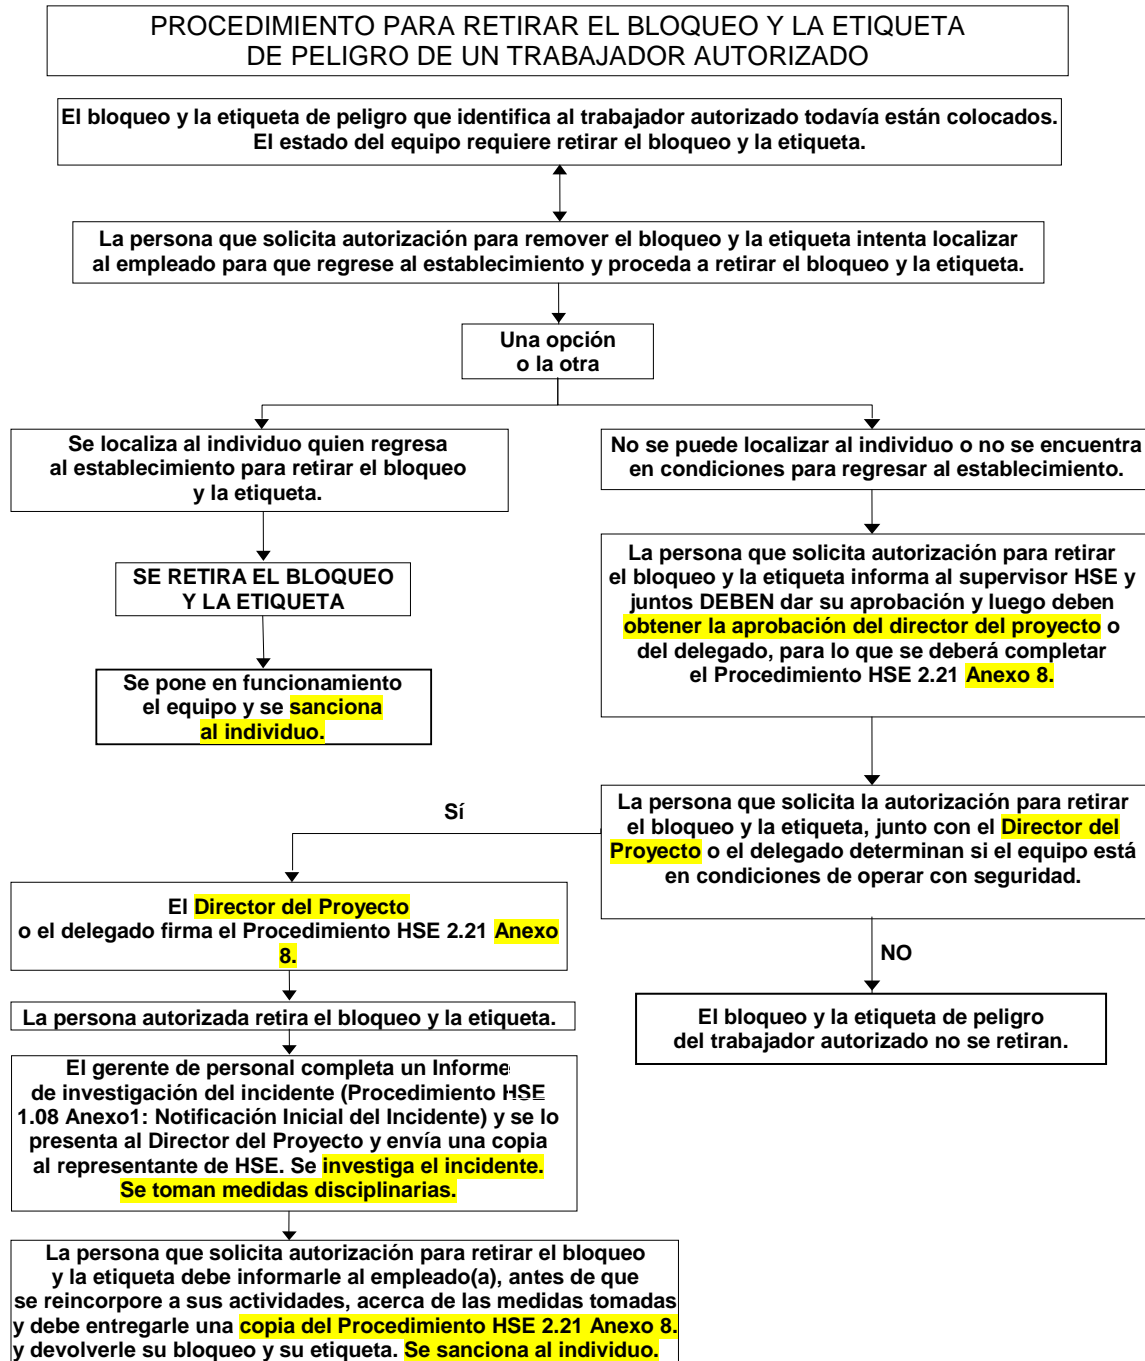 PROCEDIMIENTO PARA RETIRAR EL BLOQUEO Y LA ETIQUETA
DE PELIGRO DE UN TRABAJADOR AUTORIZADO
El bloqueo y la etiqueta de peligro que identifica al trabajador autorizado todavía están colocados.
El estado del equipo requiere retirar el bloqueo y la etiqueta.
La persona que solicita autorización para remover el bloqueo y la etiqueta intenta localizar
al empleado para que regrese al establecimiento y proceda a retirar el bloqueo y la etiqueta.
Una opción
o la otra
Se localiza al individuo quien regresa
al establecimiento para retirar el bloqueo
y la etiqueta.
SE RETIRA EL BLOQUEO
Y LA ETIQUETA
Se pone en funcionamiento
el equipo y se sanciona
al individuo.
No se puede localizar al individuo o no se encuentra
en condiciones para regresar al establecimiento.
La persona que solicita autorización para retirar
el bloqueo y la etiqueta informa al supervisor HSE y
juntos DEBEN dar su aprobación y luego deben
obtener la aprobación del director del proyecto o
del delegado, para lo que se deberá completar
el Procedimiento HSE 2.21 Anexo 8.
La persona que solicita la autorización para retirar
el bloqueo y la etiqueta, junto con el Director del
Proyecto o el delegado determinan si el equipo está
en condiciones de operar con seguridad.
Sí
El Director del Proyecto
o el delegado firma el Procedimiento HSE 2.21 Anexo
8.
NO
El bloqueo y la etiqueta de peligro
del trabajador autorizado no se retiran.
La persona autorizada retira el bloqueo y la etiqueta.
El gerente de personal completa un Informe
de investigación del incidente (Procedimiento HSE
1.08 Anexo1: Notificación Inicial del Incidente) y se lo
presenta al Director del Proyecto y envía una copia
al representante de HSE. Se investiga el incidente.
Se toman medidas disciplinarias.
La persona que solicita autorización para retirar el bloqueo
y la etiqueta debe informarle al empleado(a), antes de que
se reincorpore a sus actividades, acerca de las medidas tomadas
y debe entregarle una copia del Procedimiento HSE 2.21 Anexo 8.
y devolverle su bloqueo y su etiqueta. Se sanciona al individuo.